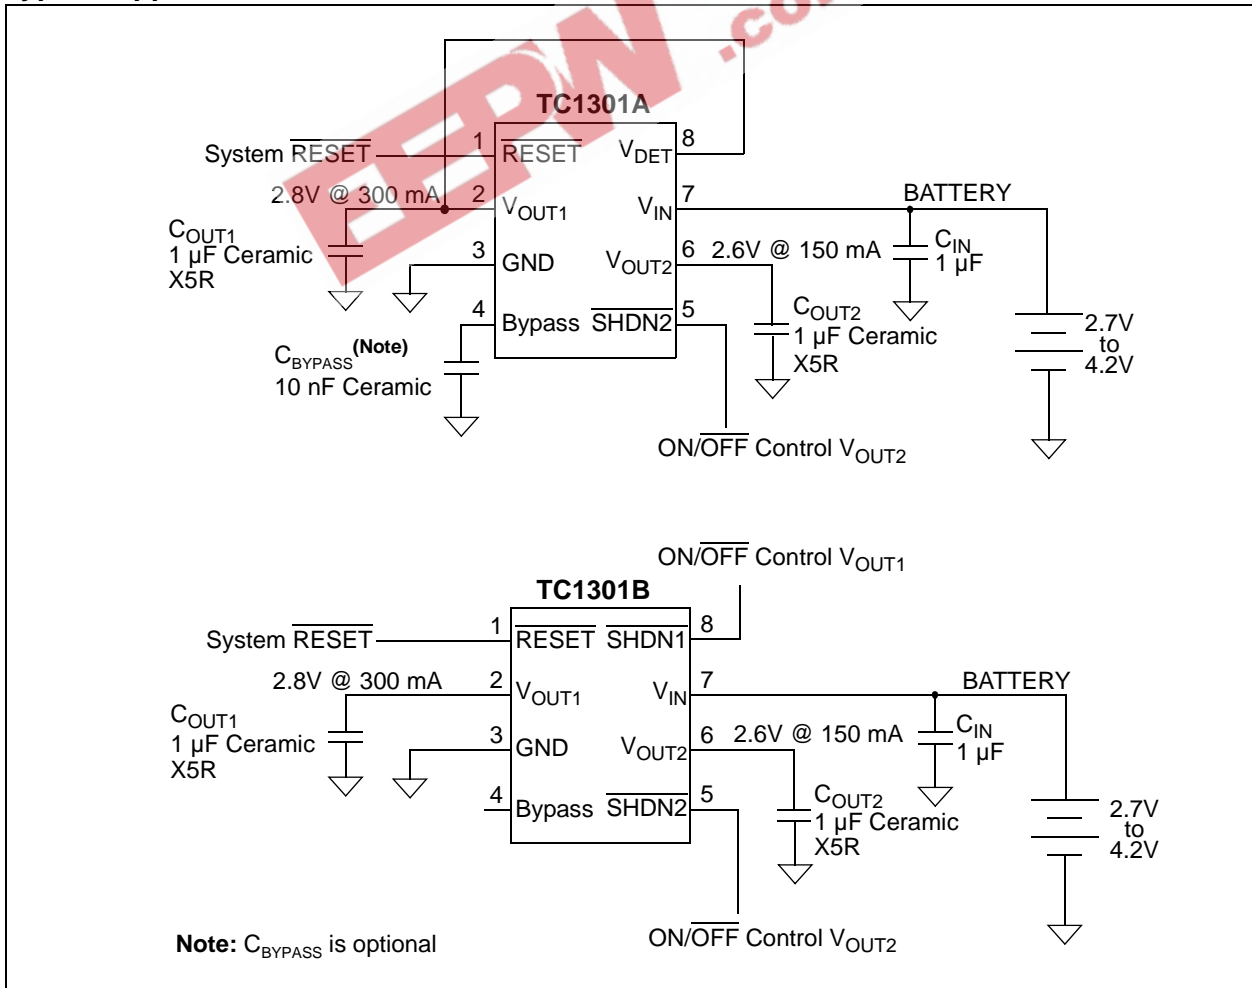 EEPW .com
TC1301A
System RESET
1
RESET
VDET
8
2.8V @ 300 mA
2
VOUT1
VIN
7
BATTERY
COUT1
1 µF Ceramic
X5R
3
GND
VOUT2
6
2.6V @ 150 mA
CIN
1 µF
4
Bypass
SHDN2
5
COUT2
1 µF Ceramic
X5R
2.7V
to
4.2V
CBYPASS(Note)
10 nF Ceramic
ON/OFF Control VOUT2
ON/OFF Control VOUT1
TC1301B
System RESET
1
RESET
SHDN1
8
2.8V @ 300 mA
2
VOUT1
VIN
7
BATTERY
COUT1
1 µF Ceramic
X5R
3
GND
VOUT2
6
2.6V @ 150 mA
CIN
1 µF
4
Bypass
SHDN2
5
COUT2
1 µF Ceramic
X5R
2.7V
to
4.2V
Note: CBYPASS is optional
ON/OFF Control VOUT2